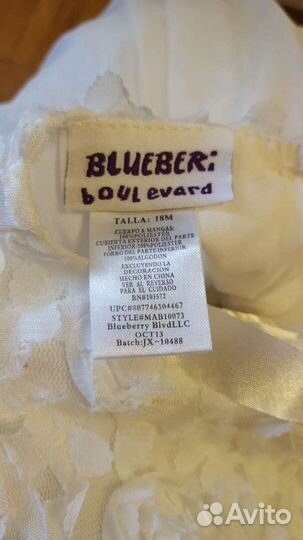 BLUEBERi
boulevard
TALLA: 18M
CUERPO & MANGAS:
100%POLIESTER
CUBIERTA EXTERIOR DEL PARTE
INFERIOR:100%POLIESTER
FORRO DEL PARTE INFERIOR:
100%ALGODON
EXCLUYENDO LA
DECORACION
HECHO EN CHINA
VER AL REVERSO
PARA EL CUIDADO
RN#103572
UPC#807746504467
STYLE#MAB10073
Blueberry BlvdLLC
OCT13
Batch:JX-10488
Avito